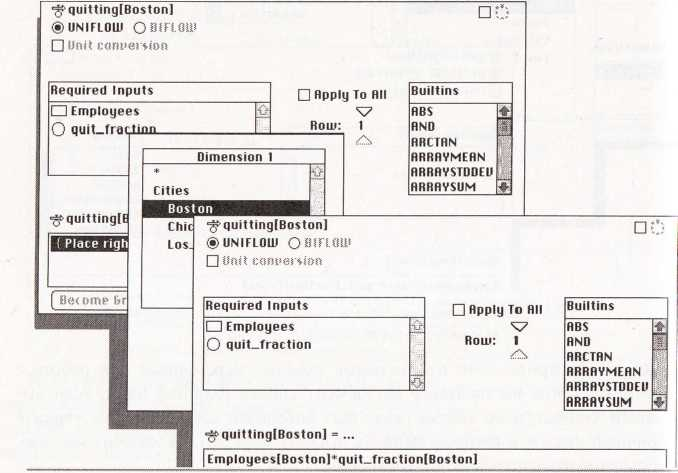 quitting[Boston]
UNIFLOW BIFLOW
Unit conversion
Required Inputs
Employees
quit_fraction
Apply To All
Row: 1
Builtins
ABS
AND
ARCTAN
ARRAYMEAN
ARRAYSTDDEV
ARRAYSUM
quitting[B
{ Place righ
Become Gr
Dimension 1
*
Cities
Boston
Chic
Los_
quitting[Boston]
UNIFLOW BIFLOW
Unit conversion
Required Inputs
Employees
quit_fraction
Apply To All
Row: 1
Builtins
ABS
AND
ARCTAN
ARRAYMEAN
ARRAYSTDDEV
ARRAYSUM
quitting[Boston] = ...
Employees[Boston]*quit_fraction[Boston]